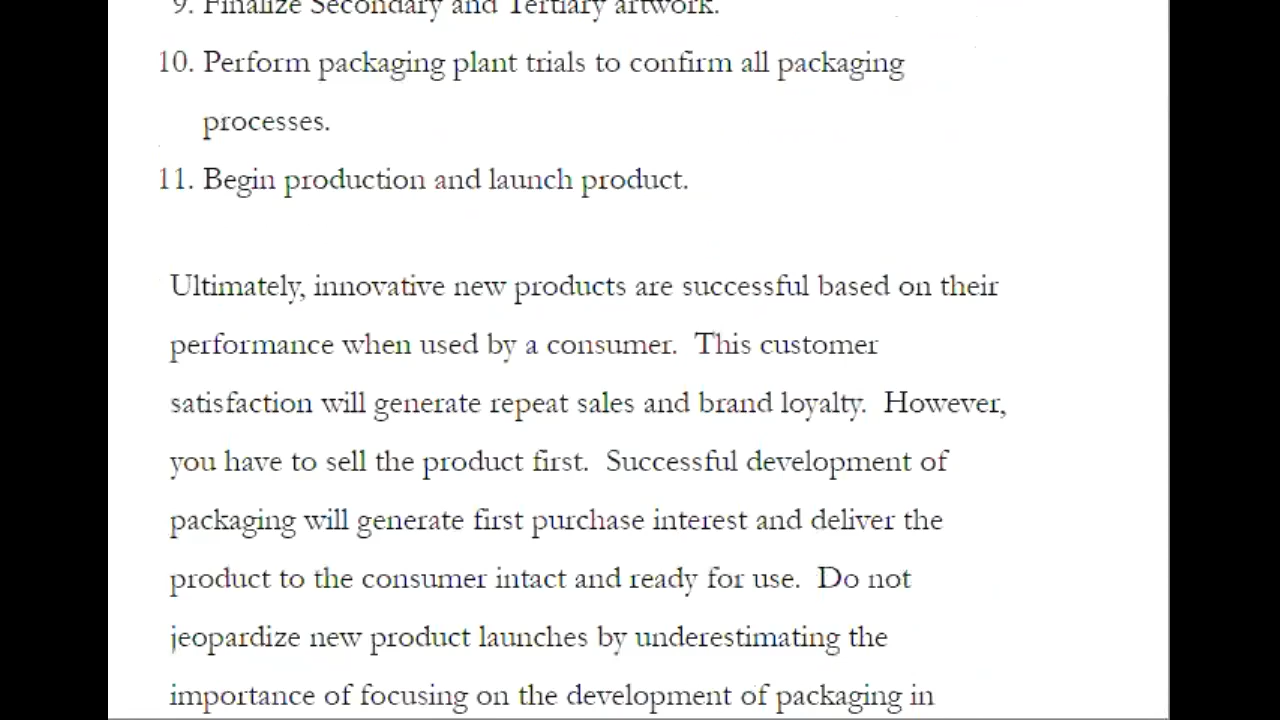 9. Finalize Secondary and Tertiary artwork.
10. Perform packaging plant trials to confirm all packaging
processes.
11. Begin production and launch product.
Ultimately, innovative new products are successful based on their
performance when used by a consumer.  This customer
satisfaction will generate repeat sales and brand loyalty.  However,
you have to sell the product first.  Successful development of
packaging will generate first purchase interest and deliver the
product to the consumer intact and ready for use.  Do not
jeopardize new product launches by underestimating the
importance of focusing on the development of packaging in